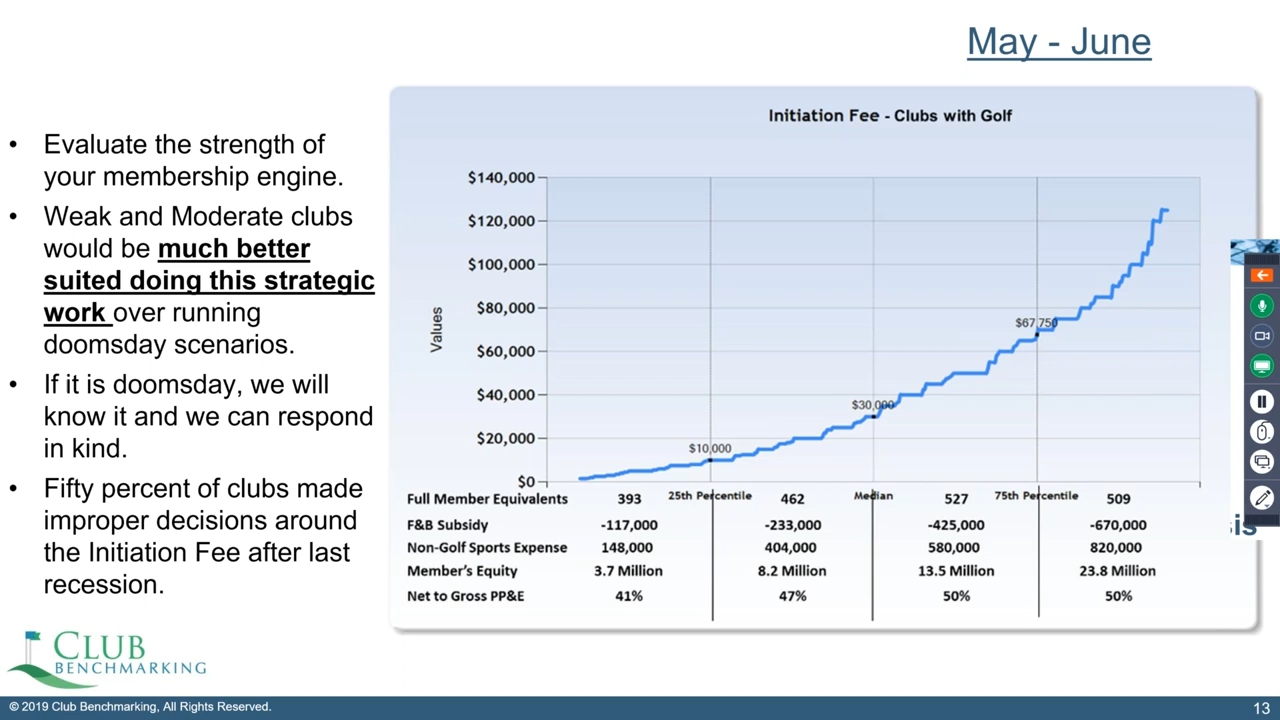 May - June
• Evaluate the strength of
your membership engine.
• Weak and Moderate clubs
would be much better
suited doing this strategic
work over running
doomsday scenarios.
• If it is doomsday, we will
know it and we can respond
in kind.
• Fifty percent of clubs made
improper decisions around
the Initiation Fee after last
recession.
Initiation Fee - Clubs with Golf
Values
$140,000
$120,000
$100,000
$80,000
$60,000
$40,000
$20,000
$0
$10,000
$30,000
$67,750
25th Percentile
Median
75th Percentile
Full Member Equivalents 393 462 527 509
F&B Subsidy -117,000 -233,000 -425,000 -670,000
Non-Golf Sports Expense 148,000 404,000 580,000 820,000
Member's Equity 3.7 Million 8.2 Million 13.5 Million 23.8 Million
Net to Gross PP&E 41% 47% 50% 50%
CLUB
BENCHMARKING
© 2019 Club Benchmarking, All Rights Reserved.
13